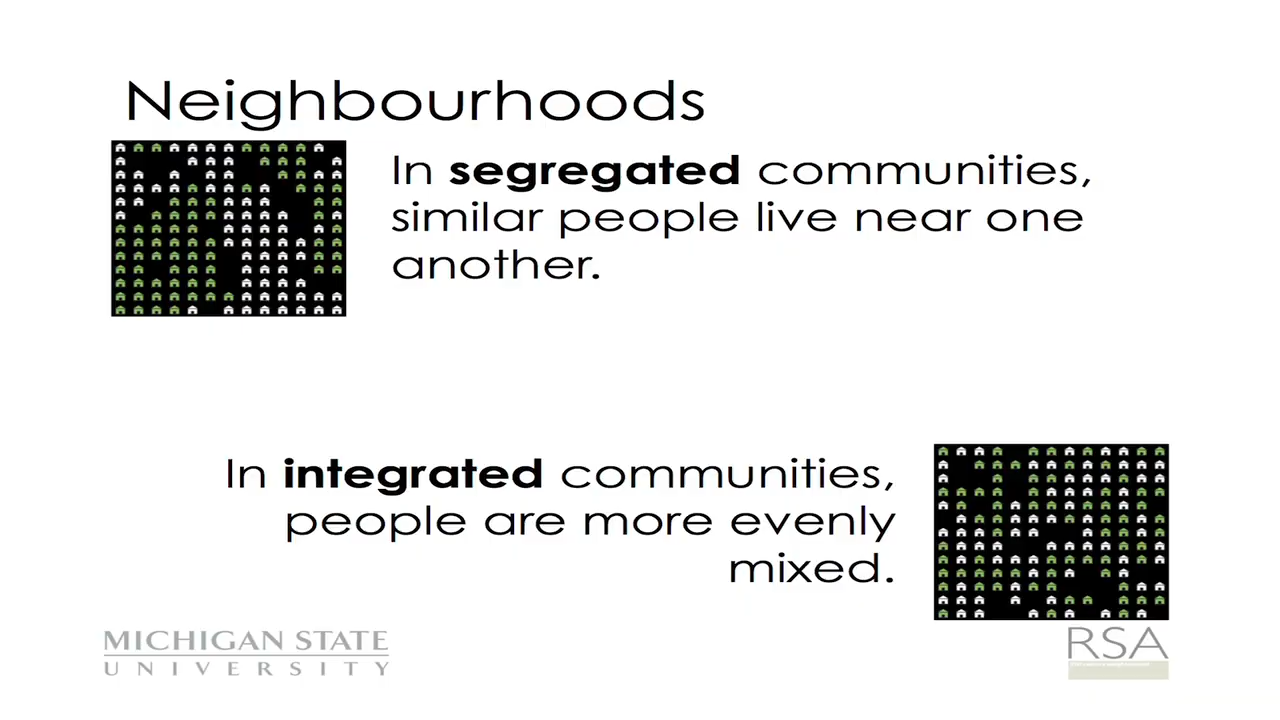 Neighbourhoods
In segregated communities,
similar people live near one
another.
In integrated communities,
people are more evenly
mixed.
MICHIGAN STATE
UNIVERSITY
RSA